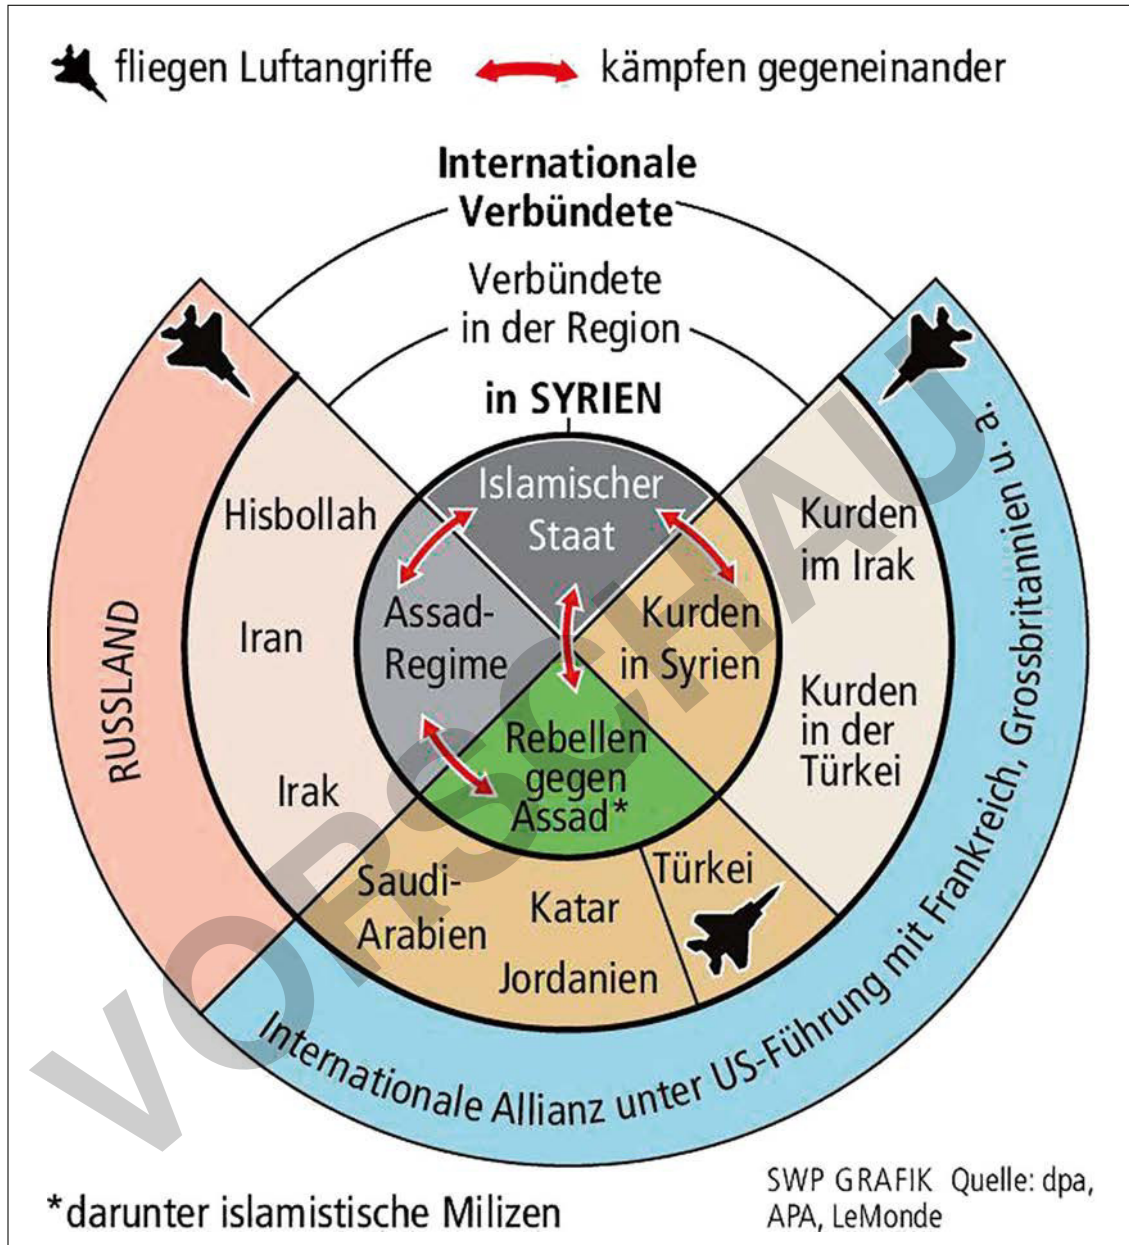 fliegen Luftangriffe
kämpfen gegeneinander
Internationale
Verbündete
Verbündete
in der Region
in SYRIEN
Islamischer
Staat
Assad-
Regime
Kurden
in Syrien
Rebellen
gegen
Assad*
Hisbollah
Iran
Irak
RUSSLAND
Kurden
im Irak
Kurden
in der
Türkei
Saudi-
Arabien
Katar
Jordanien
Türkei
Internationale Allianz unter US-Führung mit Frankreich, Grossbritannien u. a.
*darunter islamistische Milizen
SWP GRAFIK Quelle: dpa,
APA, LeMonde
VORSCHAU